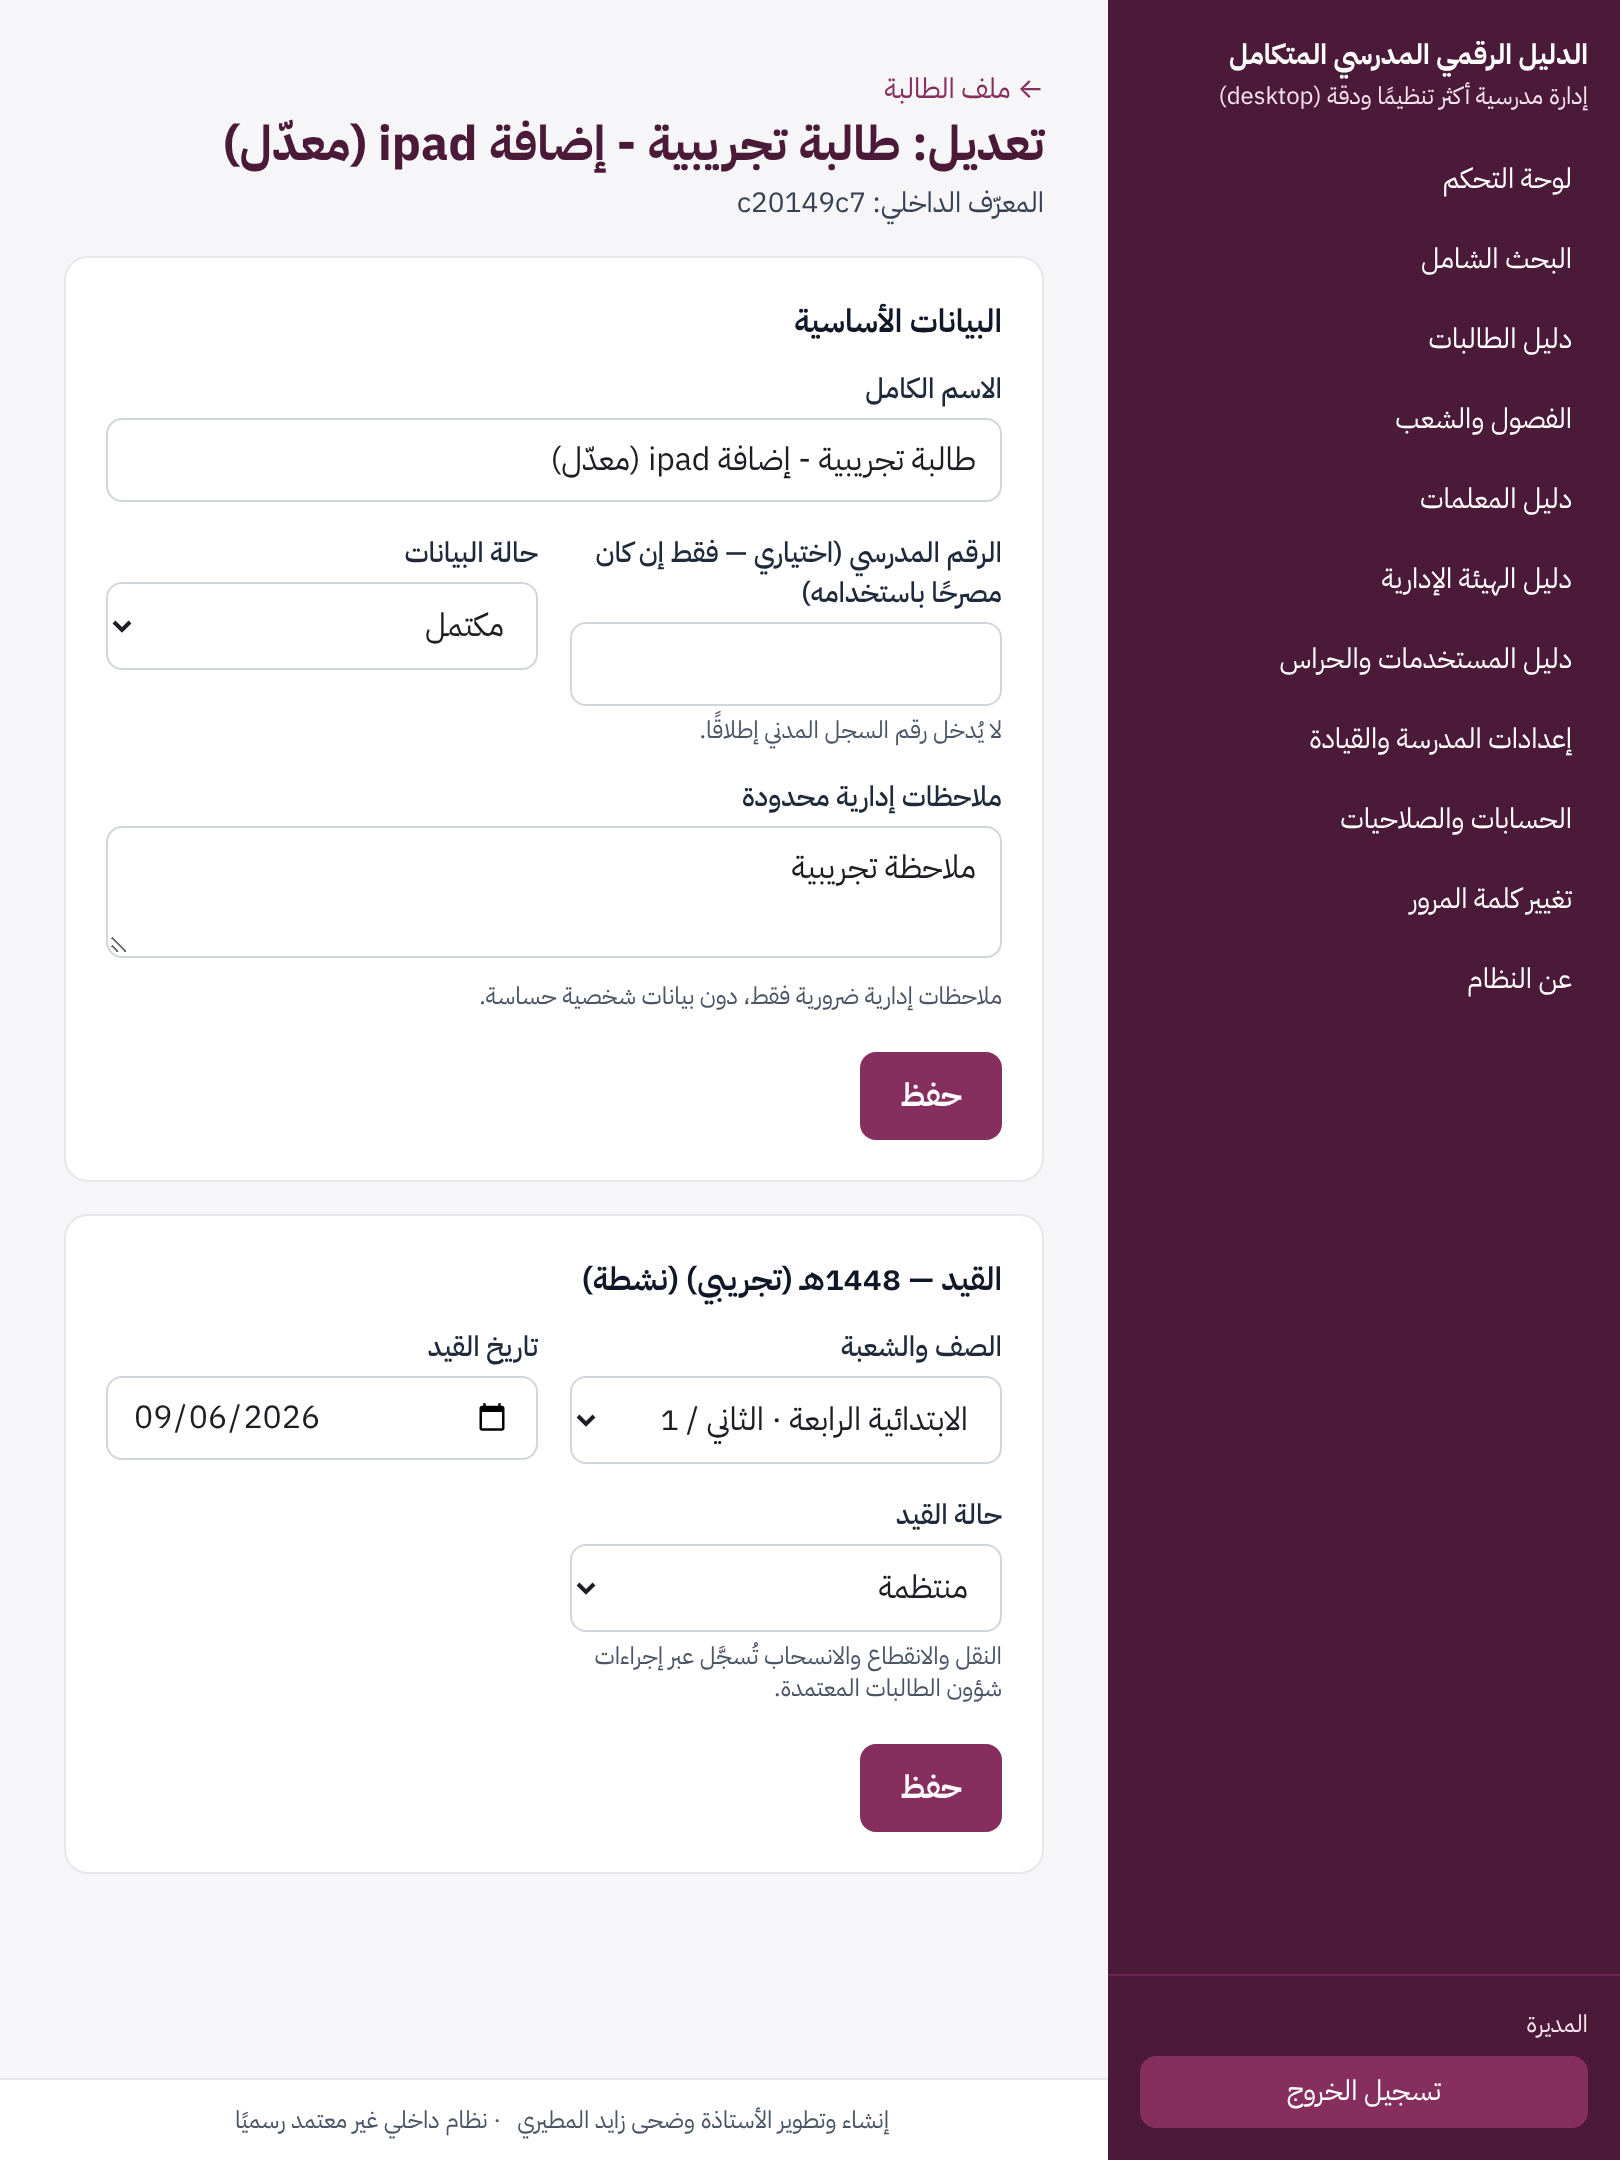 الدليل الرقمي المدرسي المتكامل
إدارة مدرسية أكثر تنظيمًا ودقة (desktop)
لوحة التحكم
البحث الشامل
دليل الطالبات
الفصول والشعب
دليل المعلمات
دليل الهيئة الإدارية
دليل المستخدمات والحراس
إعدادات المدرسة والقيادة
الحسابات والصلاحيات
تغيير كلمة المرور
عن النظام
المديرة
تسجيل الخروج
← ملف الطالبة
تعديل: طالبة تجريبية - إضافة ipad (معدّل)
المعرّف الداخلي: c20149c7
البيانات الأساسية
الاسم الكامل
طالبة تجريبية - إضافة ipad (معدّل)
الرقم المدرسي (اختياري — فقط إن كان
مصرحًا باستخدامه)
لا يُدخل رقم السجل المدني إطلاقًا.
حالة البيانات
مكتمل
ملاحظات إدارية محدودة
ملاحظة تجريبية
ملاحظات إدارية ضرورية فقط، دون بيانات شخصية حساسة.
حفظ
القيد — 1448هـ (تجريبي) (نشطة)
الصف والشعبة
الابتدائية الرابعة · الثاني / 1
تاريخ القيد
09/06/2026
حالة القيد
منتظمة
النقل والانقطاع والانسحاب تُسجَّل عبر إجراءات
شؤون الطالبات المعتمدة.
حفظ
إنشاء وتطوير الأستاذة وضحى زايد المطيري · نظام داخلي غير معتمد رسميًا